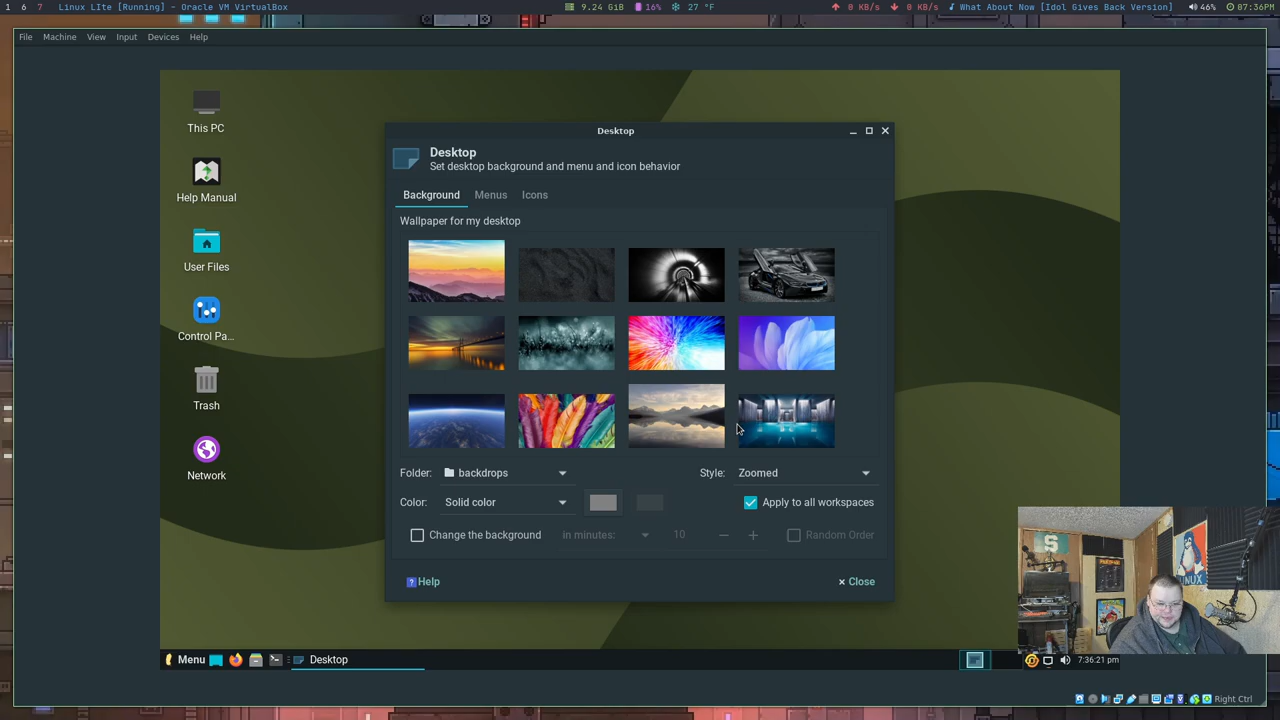 1 6 7 Linux LIte [Running] - Oracle VM VirtualBox 9.24 GiB 16% 27 °F 0 KB/s 0 KB/s What About Now [Idol Gives Back Version] 46% 07:36PM
File Machine View Input Devices Help
This PC
Help Manual
User Files
Control Pa...
Trash
Network
Desktop
Desktop
Set desktop background and menu and icon behavior
Background Menus Icons
Wallpaper for my desktop
Folder: backdrops Style: Zoomed
Color: Solid color Apply to all workspaces
Change the background in minutes: 10 Random Order
? Help Close
S
LINUX
Menu Desktop 7:36:21 pm
Right Ctrl